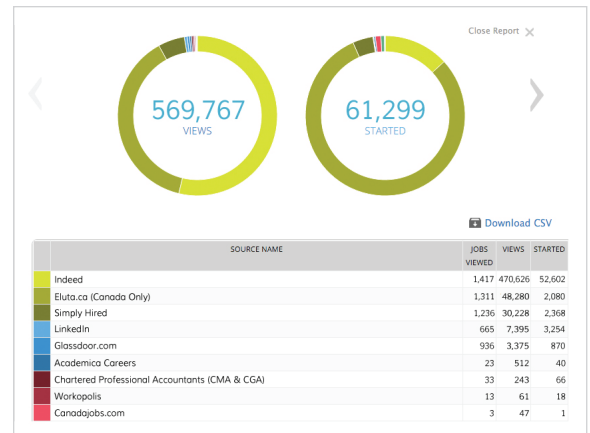 Close Report ×
569,767
VIEWS
61,299
STARTED
Download CSV
SOURCE NAME JOBS VIEWED VIEWS STARTED
Indeed 1,417 470,626 52,602
Eluta.ca (Canada Only) 1,311 48,280 2,080
Simply Hired 1,236 30,228 2,368
LinkedIn 665 7,395 3,254
Glassdoor.com 936 3,375 870
Academica Careers 23 512 40
Chartered Professional Accountants (CMA & CGA) 33 243 66
Workopolis 13 61 18
Canadajobs.com 3 47 1